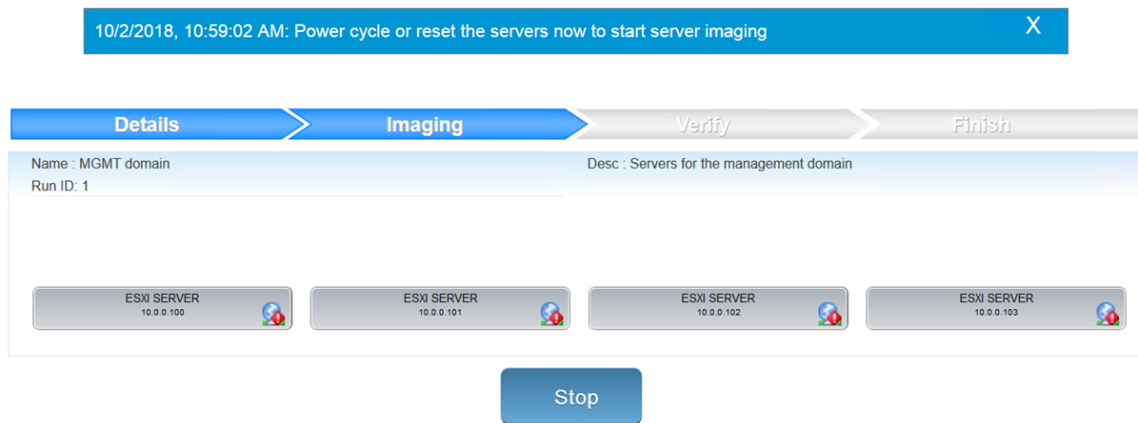 10/2/2018, 10:59:02 AM: Power cycle or reset the servers now to start server imaging X
Details Imaging Verify Finish
Name : MGMT domain Desc : Servers for the management domain
Run ID: 1
ESXI SERVER ESXI SERVER ESXI SERVER ESXI SERVER
10.0.0.100 10.0.0.101 10.0.0.102 10.0.0.103
Stop